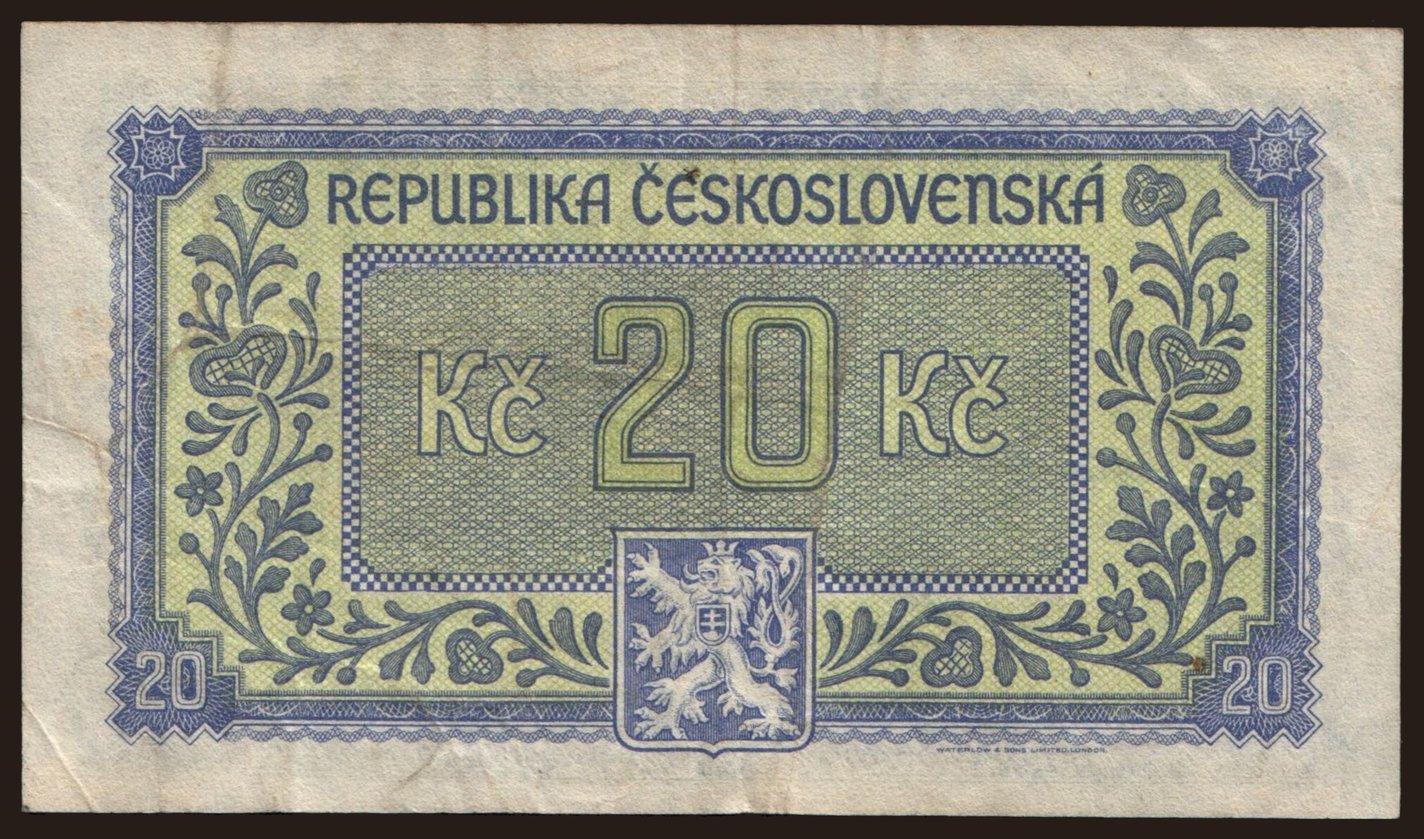 REPUBLIKA ČESKOSLOVENSKÁ
Kč 20 Kč
20 20
WATERLOW & SONS LIMITED, LONDON.